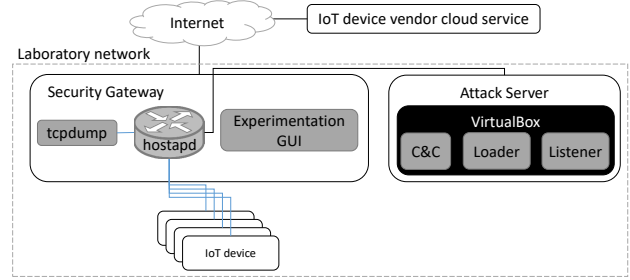 Internet
IoT device vendor cloud service
Laboratory network
Security Gateway
tcpdump
hostapd
Experimentation
GUI
Attack Server
VirtualBox
C&C
Loader
Listener
IoT device